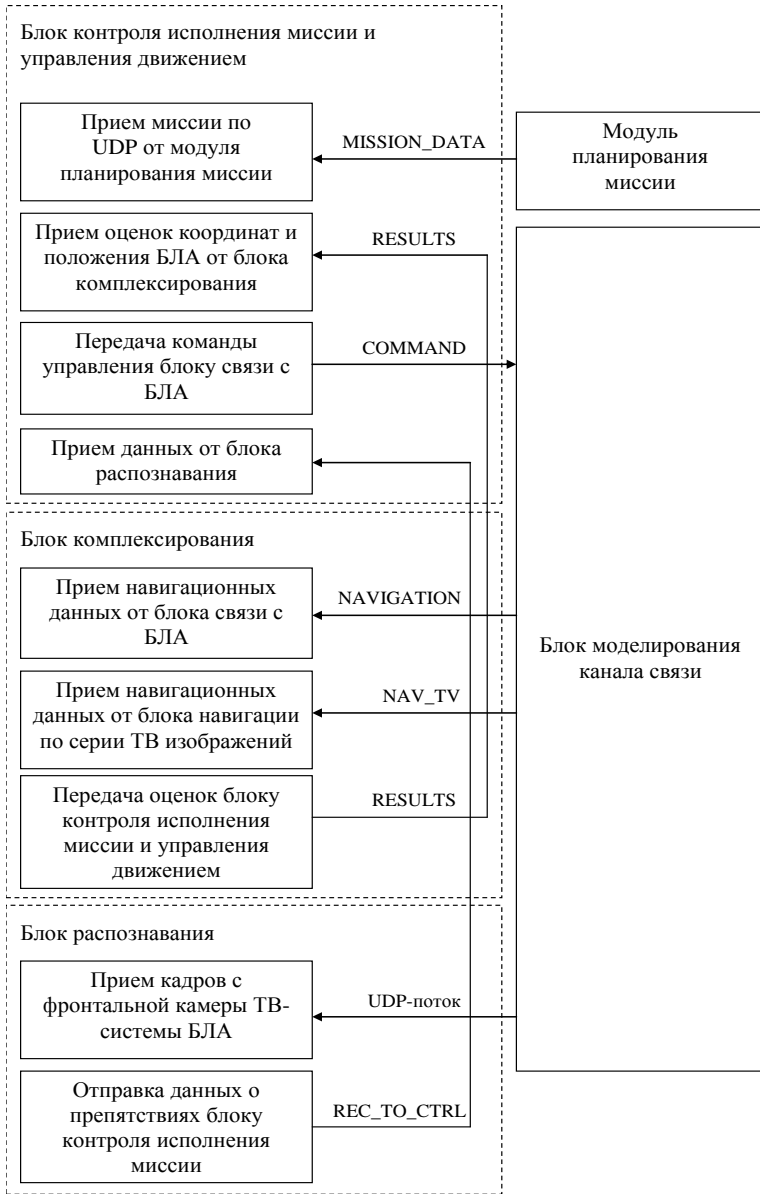 Блок контроля исполнения миссии и
управления движением
Прием миссии по
UDP от модуля
планирования миссии
MISSION_DATA
Модуль
планирования
миссии
Прием оценок координат и
положения БЛА от блока
комплексирования
RESULTS
Передача команды
управления блоку связи с
БЛА
COMMAND
Прием данных от блока
распознавания
Блок комплексирования
Прием навигационных
данных от блока связи с
БЛА
NAVIGATION
Блок моделирования
канала связи
Прием навигационных
данных от блока навигации
по серии ТВ изображений
NAV_TV
Передача оценок блоку
контроля исполнения
миссии и управления
движением
RESULTS
Блок распознавания
Прием кадров с
фронтальной камеры ТВ-
системы БЛА
UDP-поток
Отправка данных о
препятствиях блоку
контроля исполнения
миссии
REC_TO_CTRL